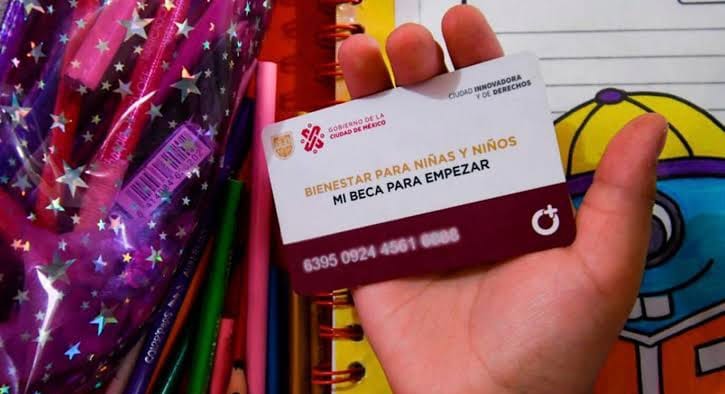 GOBIERNO DE LA
CIUDAD DE MÉXICO
CIUDAD INNOVADORA
Y DE DERECHOS
BIENESTAR PARA NIÑAS Y NIÑOS
MI BECA PARA EMPEZAR
6395 0924 4561